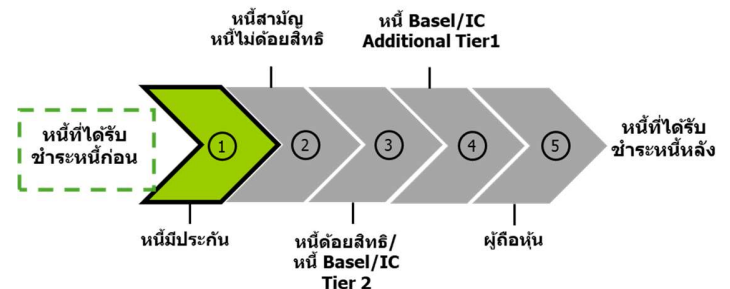 หนี้สามัญ
หนี้ไม่ด้อยสิทธิ
หนี้ Basel/IC
Additional Tier1
หนี้ที่ได้รับ
ชำระหนี้ก่อน
1
2
3
4
5
หนี้ที่ได้รับ
ชำระหนี้หลัง
หนี้มีประกัน
หนี้ด้อยสิทธิ/
หนี้ Basel/IC
Tier 2
ผู้ถือหุ้น